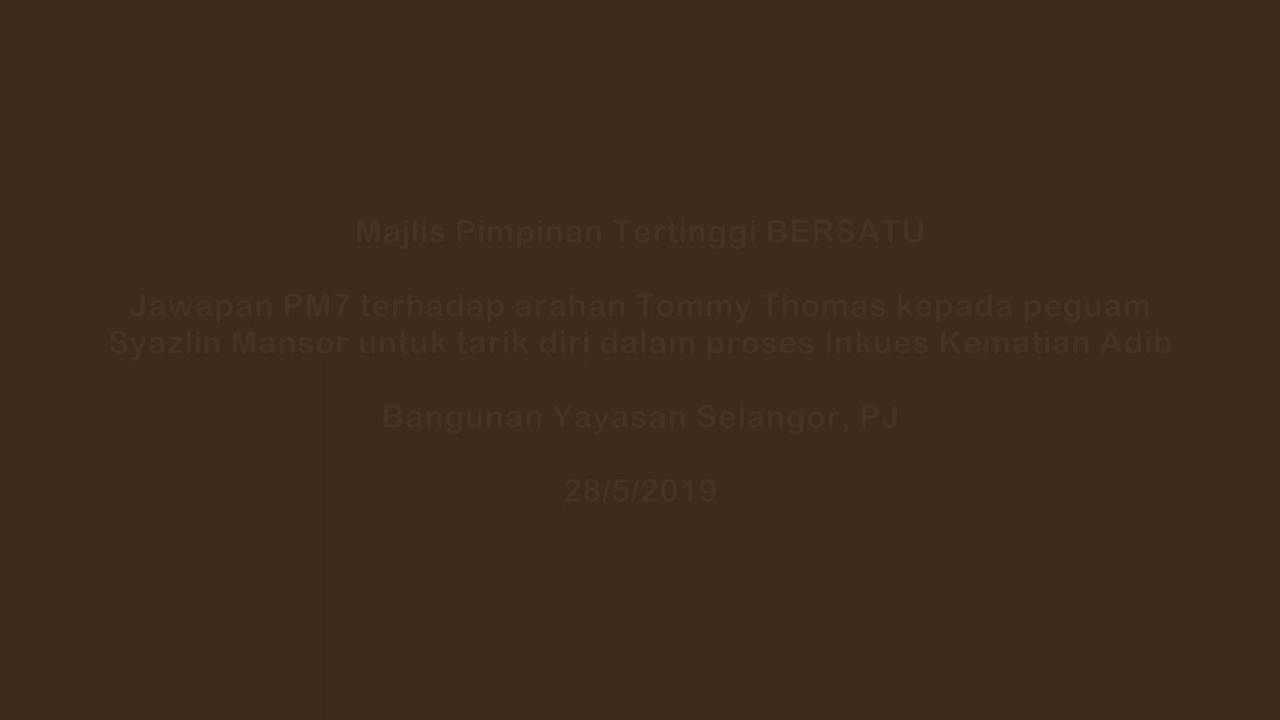 Majlis Pimpinan Tertinggi BERSATU
Jawapan PM7 terhadap arahan Tommy Thomas kepada peguam
Syazlin Mansor untuk tarik diri dalam proses Inkues Kematian Adib
Bangunan Yayasan Selangor, PJ
28/5/2019